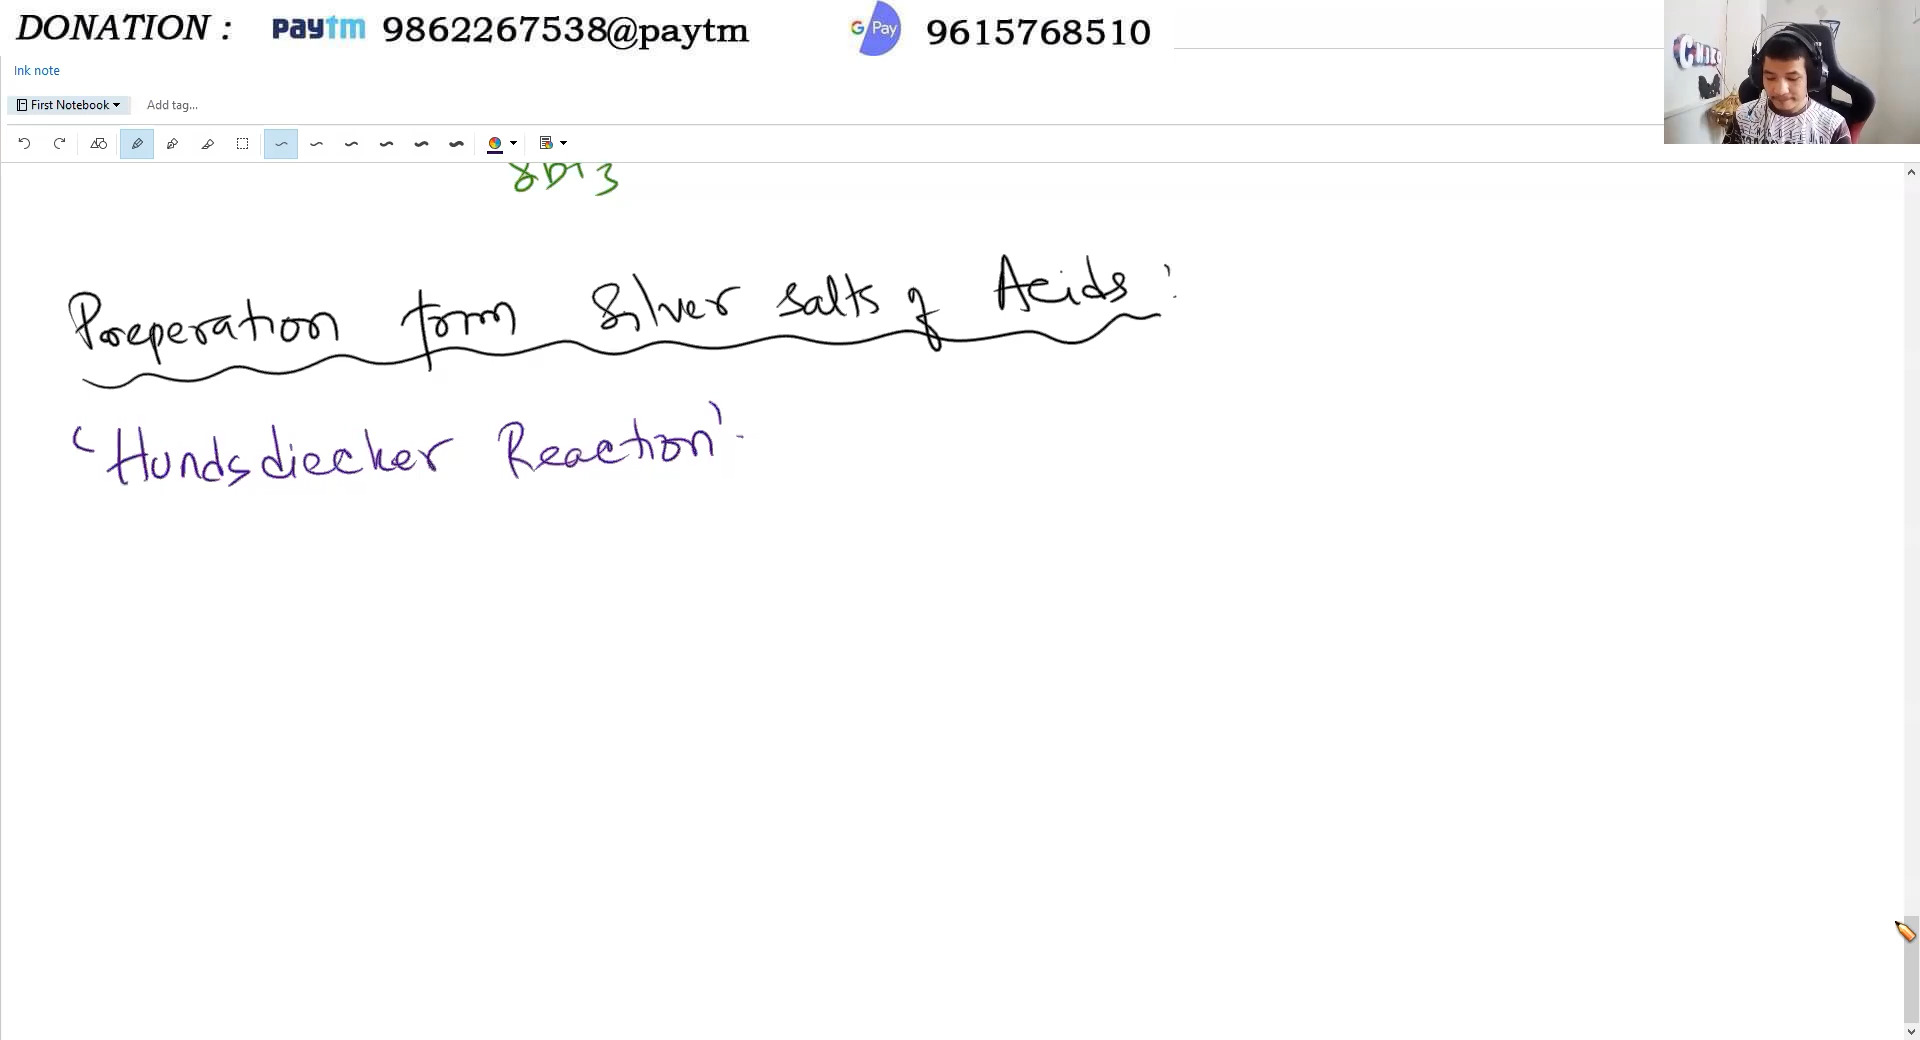 DONATION : paytm 9862267538@paytm G Pay 9615768510
Ink note
First Notebook Add tag...
Preperation form Silver salts of Acids :
'Hundsdiecker Reaction'.